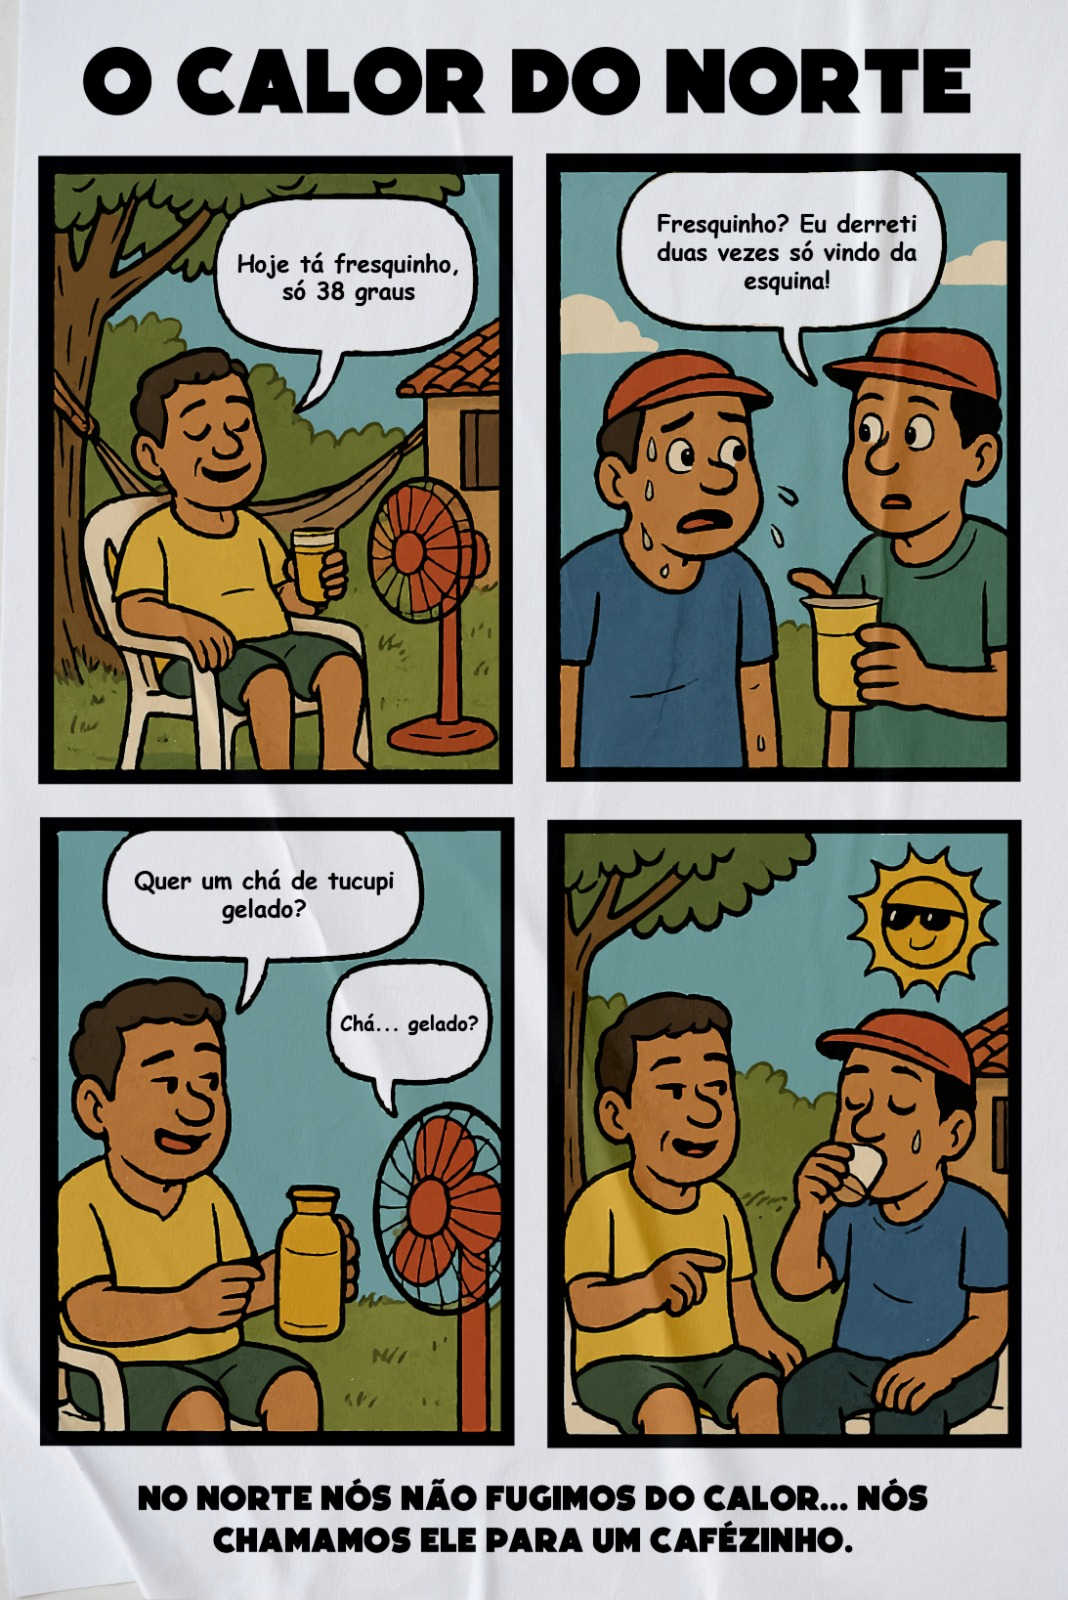 O CALOR DO NORTE
Hoje tá fresquinho,
só 38 graus
Fresquinho? Eu derreti
duas vezes só vindo da
esquina!
Quer um chá de tucupi
gelado?
Chá... gelado?
NO NORTE NÓS NÃO FUGIMOS DO CALOR... NÓS
CHAMAMOS ELE PARA UM CAFÉZINHO.